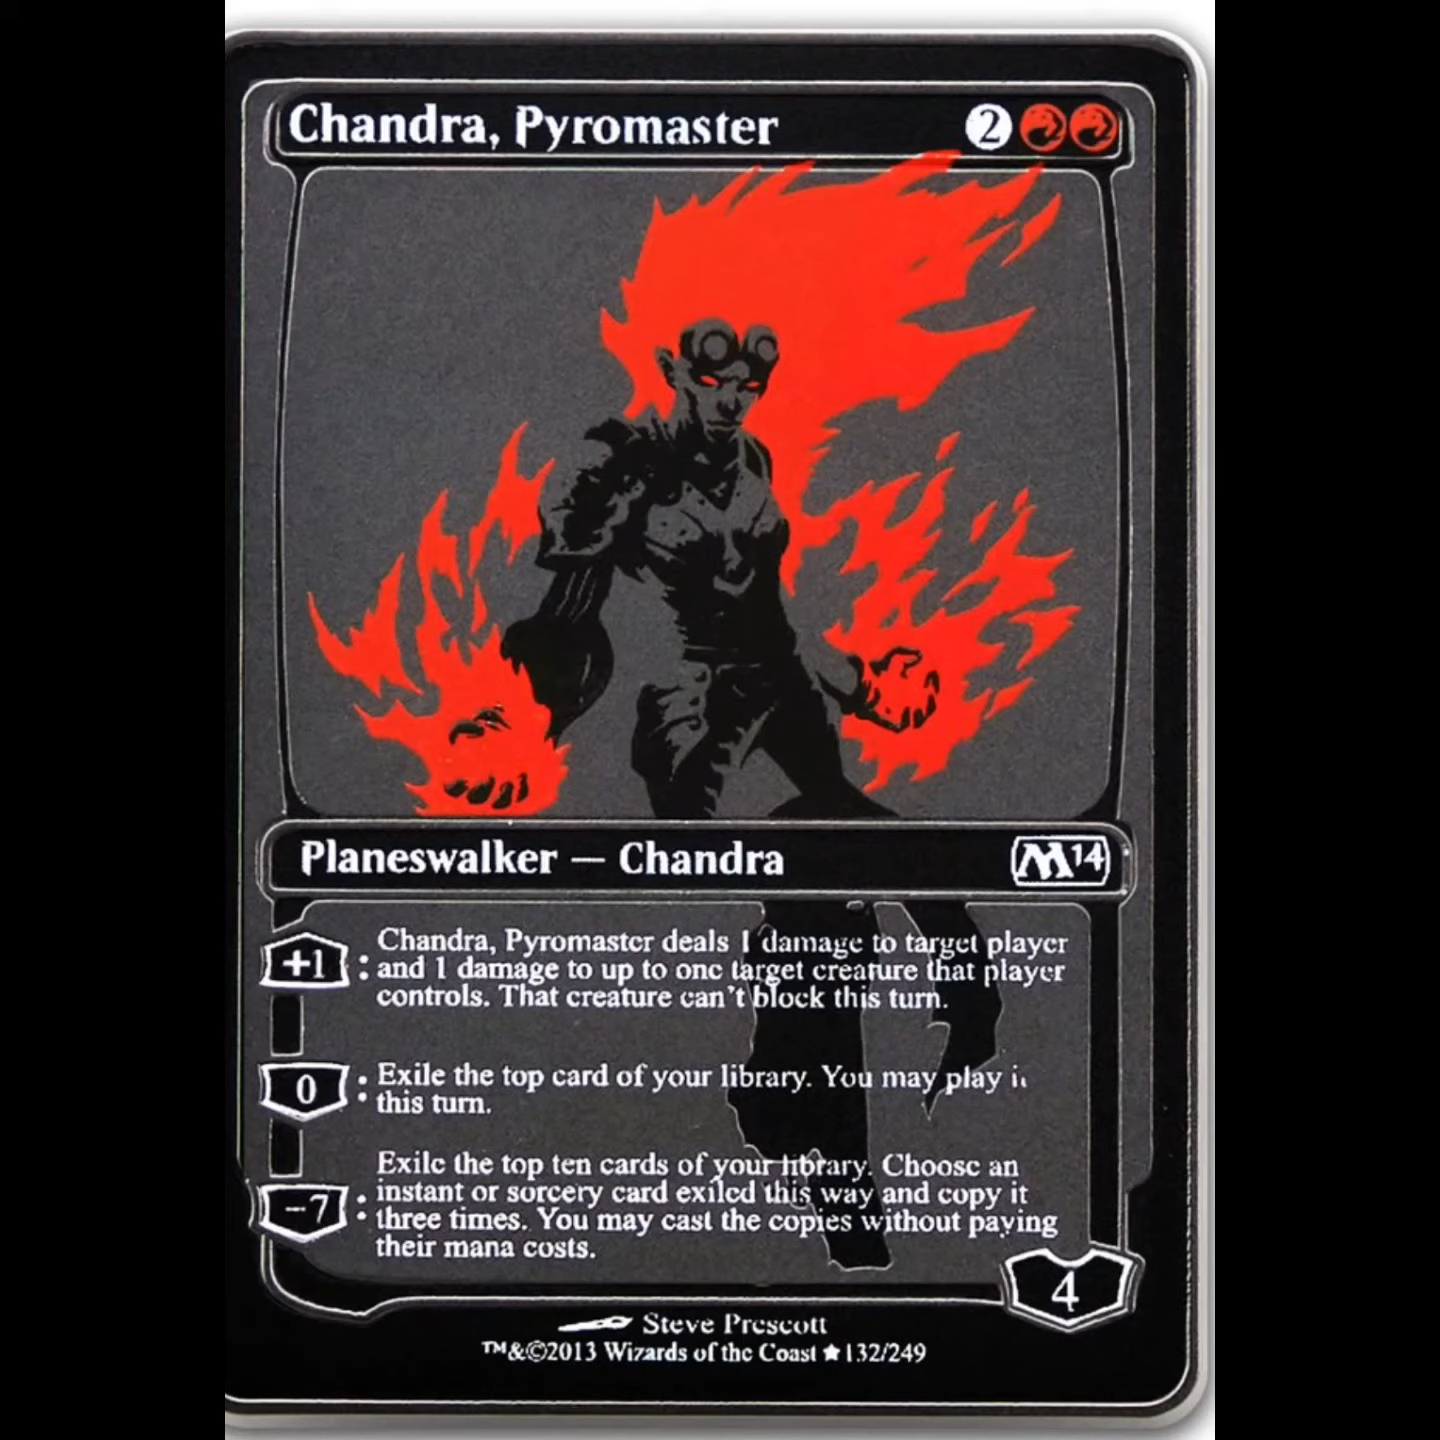 Chandra, Pyromaster 2
Planeswalker — Chandra M14
Chandra, Pyromaster deals 1 damage to target player
+1 : and 1 damage to up to one target creature that player
controls. That creature can't block this turn.
0 : Exile the top card of your library. You may play it
this turn.
Exile the top ten cards of your library. Choose an
−7 : instant or sorcery card exiled this way and copy it
three times. You may cast the copies without paying
their mana costs.
4
Steve Prescott
™&©2013 Wizards of the Coast ★132/249